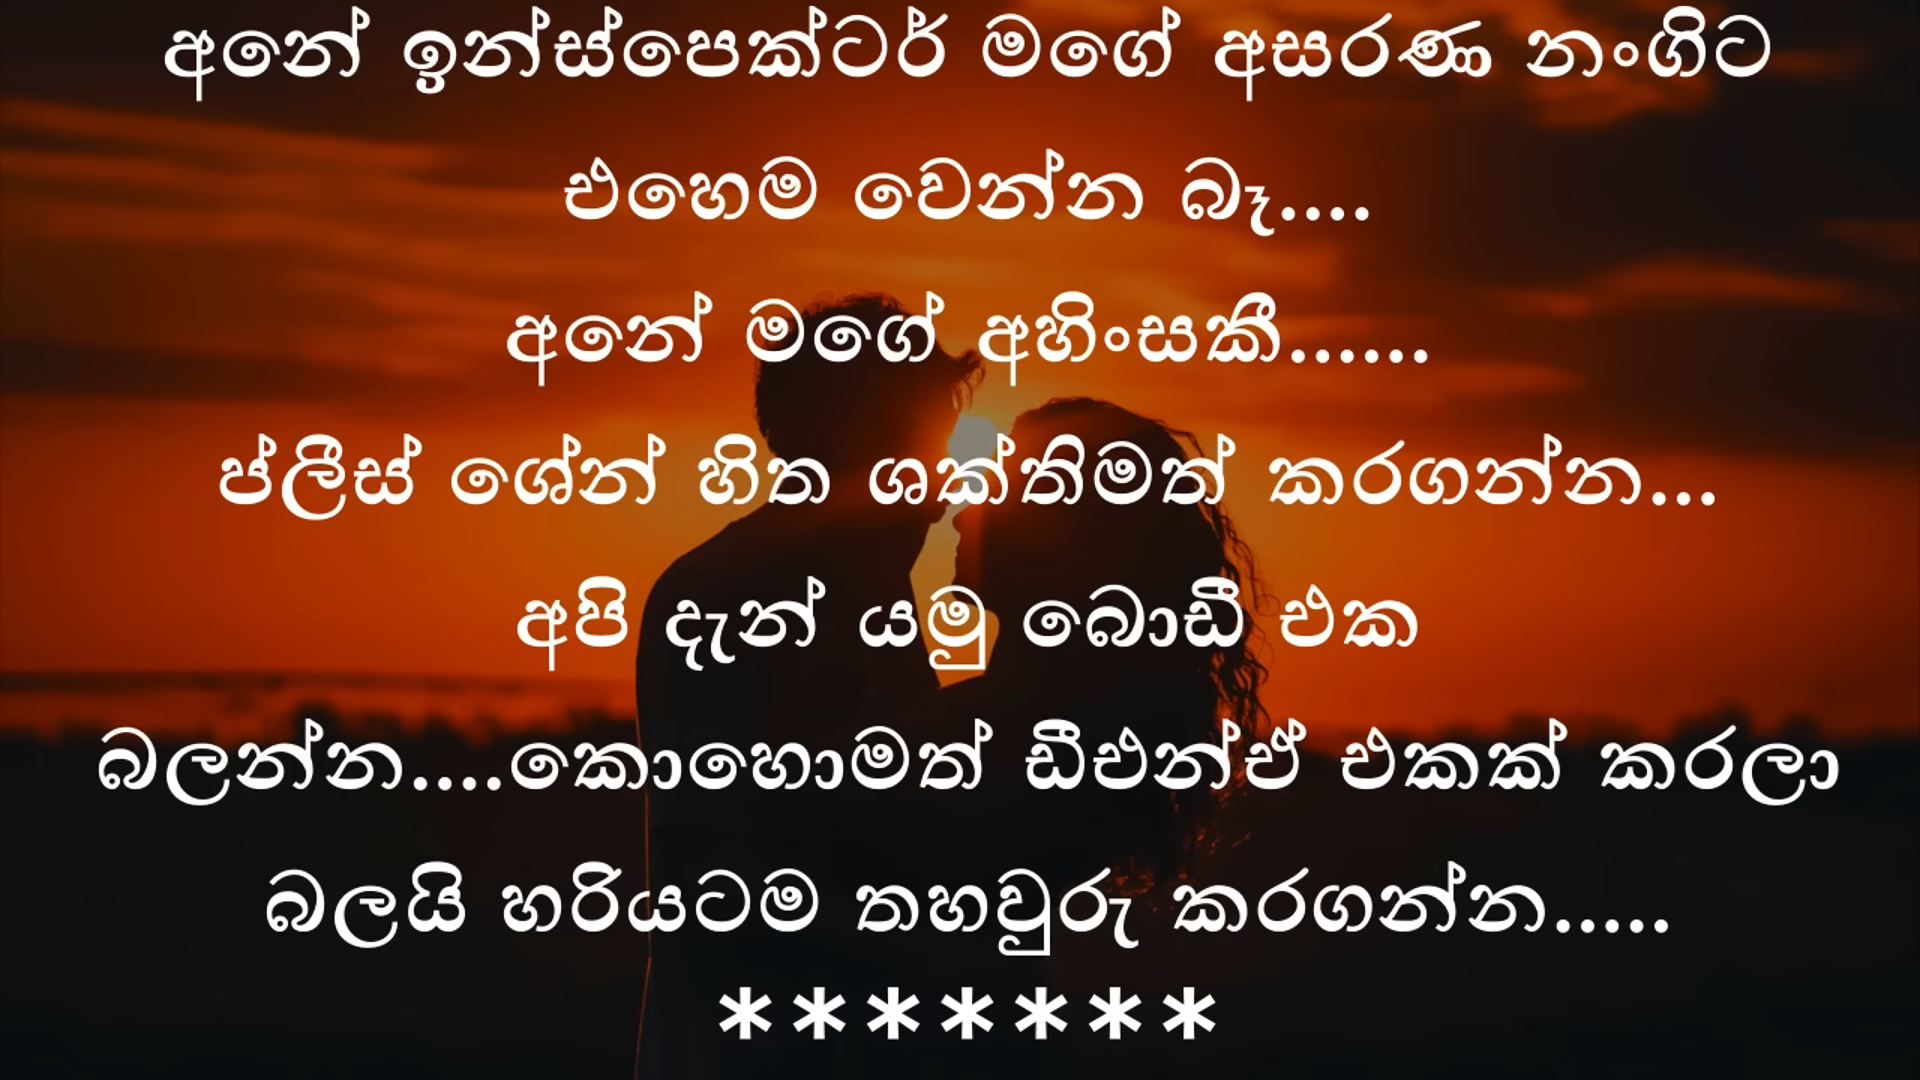 අනේ ඉන්ස්පෙක්ටර් මගේ අසරණ නංගිට
එහෙම වෙන්න බෑ....
අනේ මගේ අහිංසකී......
ප්ලීස් ශේන් හිත ශක්තිමත් කරගන්න...
අපි දැන් යමු බොඩී එක
බලන්න....කොහොමත් ඩීඑන්ඒ එකක් කරලා
බලයි හරියටම තහවුරු කරගන්න.....
*******